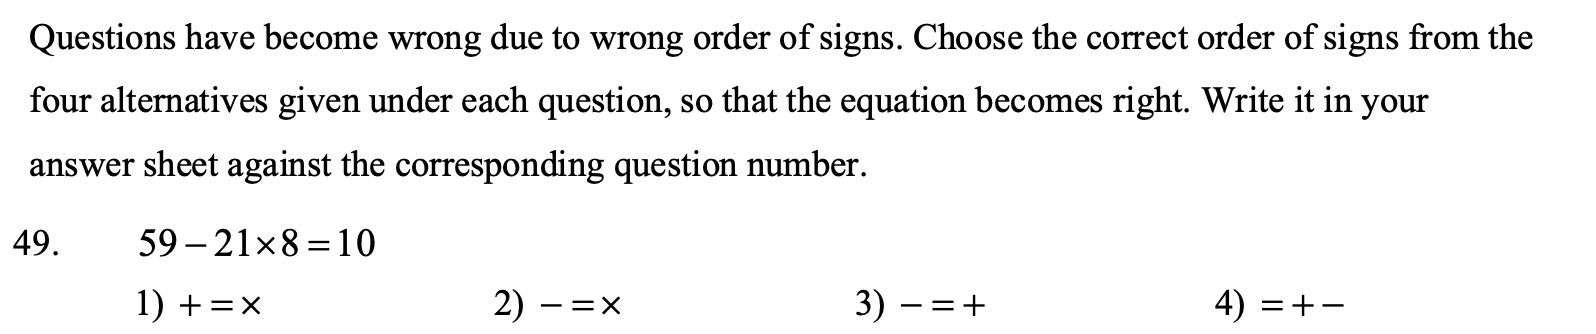 Questions have become wrong due to wrong order of signs. Choose the correct order of signs from the
four alternatives given under each question, so that the equation becomes right. Write it in your
answer sheet against the corresponding question number.
49. 59 – 21×8 = 10
1) + = × 2) – = × 3) – = + 4) = + –